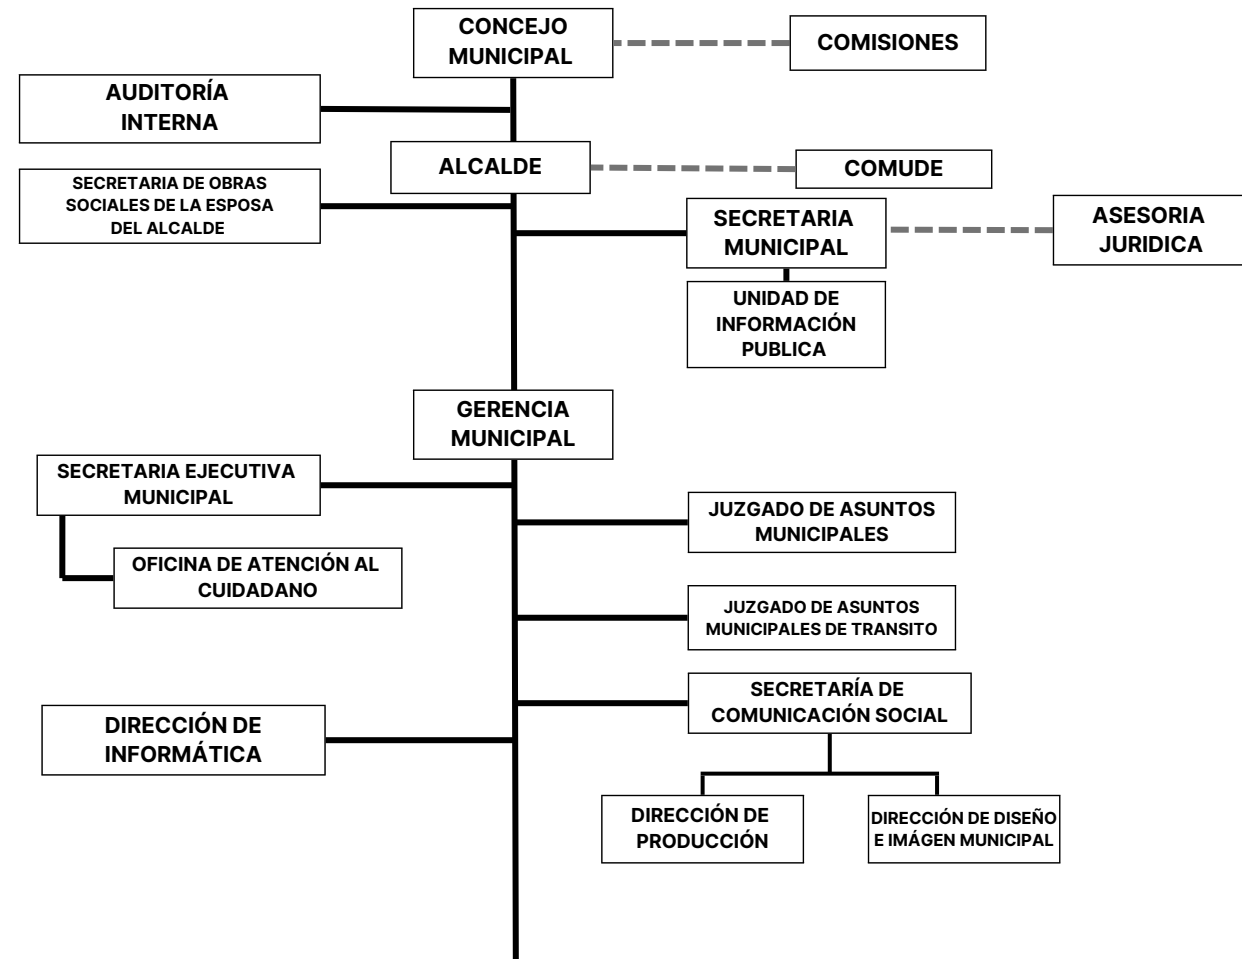 CONCEJO
MUNICIPAL
COMISIONES
AUDITORÍA
INTERNA
ALCALDE
COMUDE
SECRETARIA DE OBRAS
SOCIALES DE LA ESPOSA
DEL ALCALDE
SECRETARIA
MUNICIPAL
ASESORIA
JURIDICA
UNIDAD DE
INFORMACIÓN
PUBLICA
GERENCIA
MUNICIPAL
SECRETARIA EJECUTIVA
MUNICIPAL
JUZGADO DE ASUNTOS
MUNICIPALES
OFICINA DE ATENCIÓN AL
CUIDADANO
JUZGADO DE ASUNTOS
MUNICIPALES DE TRANSITO
SECRETARÍA DE
COMUNICACIÓN SOCIAL
DIRECCIÓN DE
INFORMÁTICA
DIRECCIÓN DE
PRODUCCIÓN
DIRECCIÓN DE DISEÑO
E IMÁGEN MUNICIPAL